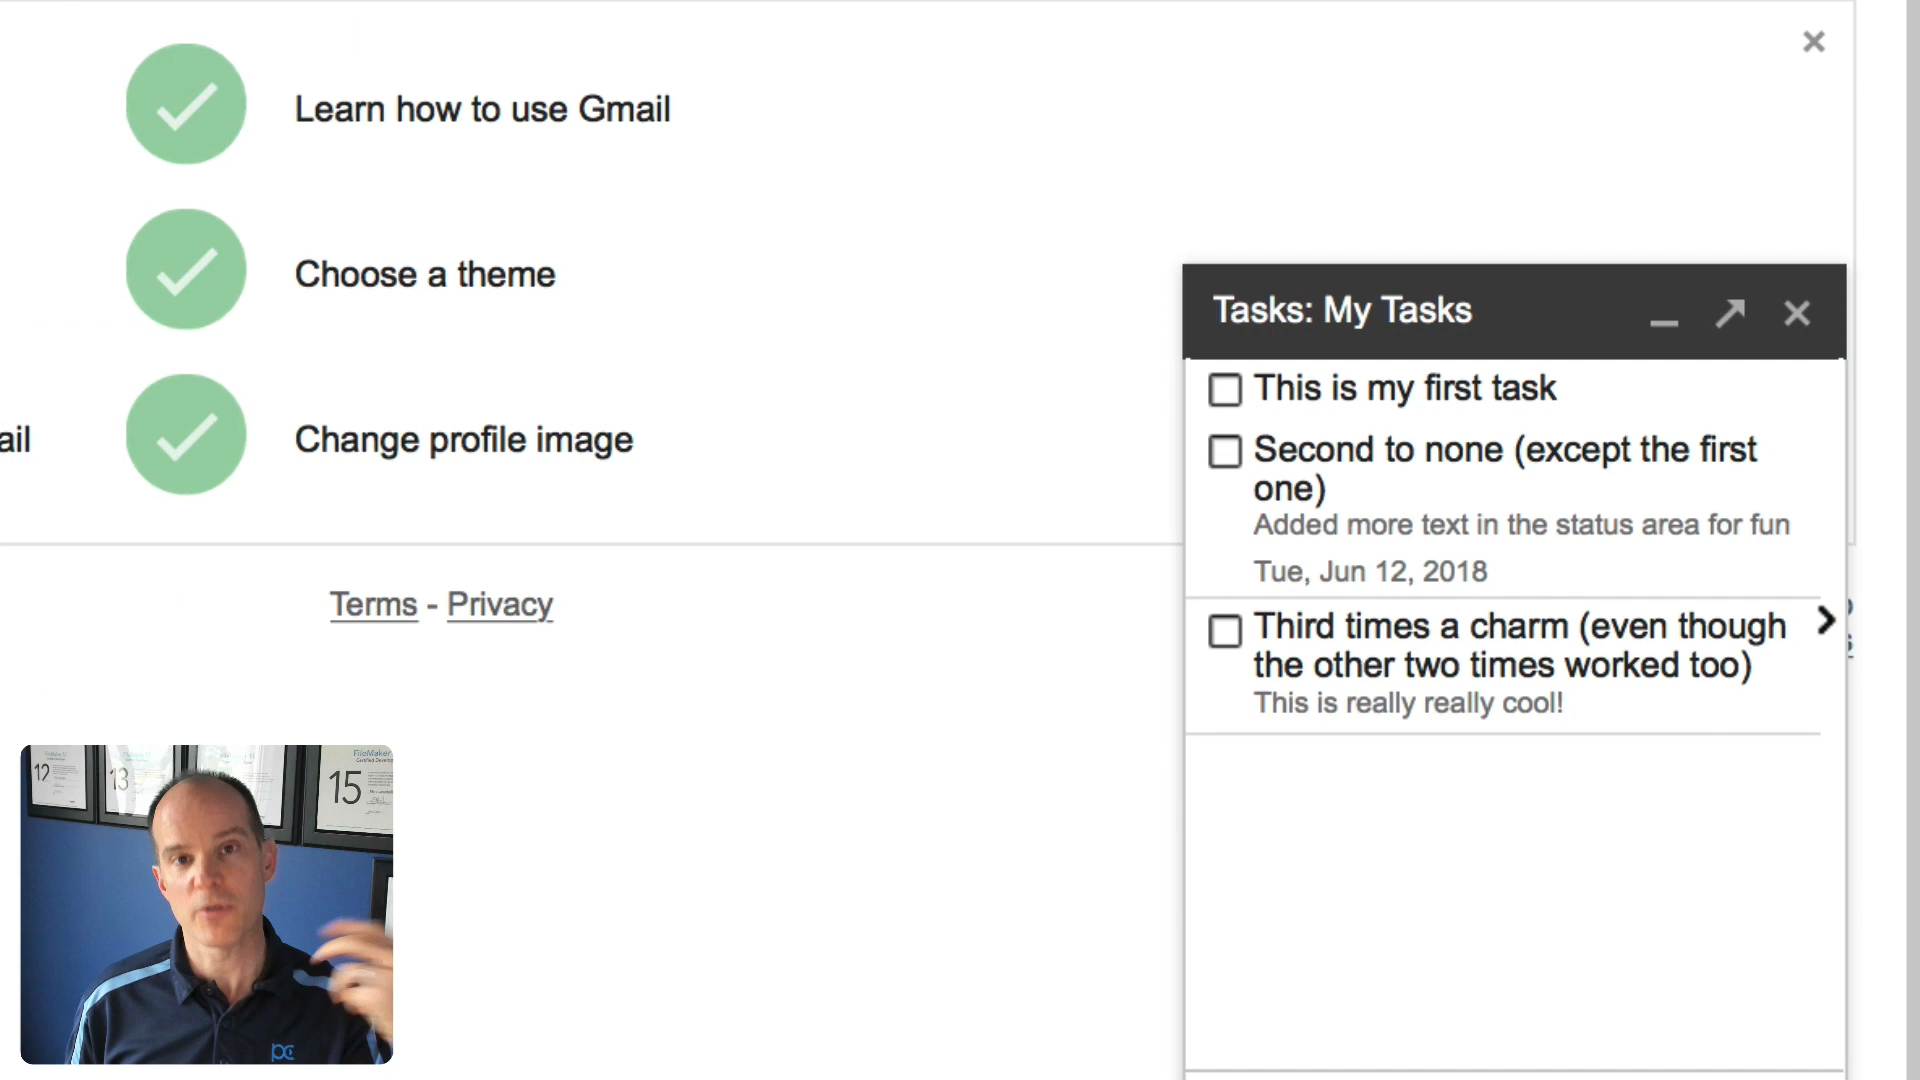 Learn how to use Gmail
Choose a theme
ail
Change profile image
Terms - Privacy
Tasks: My Tasks
This is my first task
Second to none (except the first
one)
Added more text in the status area for fun
Tue, Jun 12, 2018
Third times a charm (even though
the other two times worked too)
This is really really cool!
12
13
FileMaker
15
pc